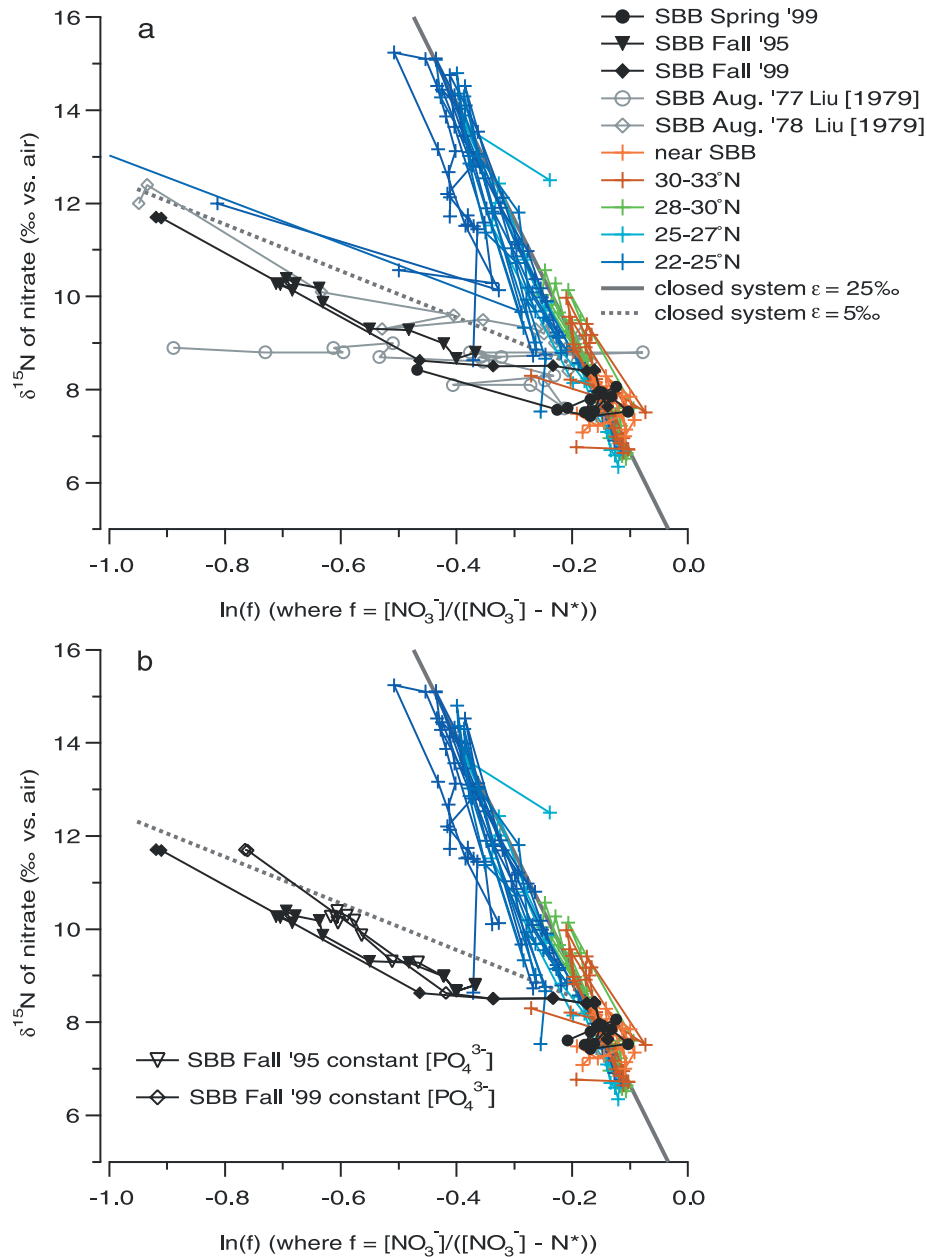 a
SBB Spring '99
SBB Fall '95
SBB Fall '99
SBB Aug. '77 Liu [1979]
SBB Aug. '78 Liu [1979]
near SBB
30-33°N
28-30°N
25-27°N
22-25°N
closed system ε = 25‰
closed system ε = 5‰
16
14
12
10
8
6
δ¹⁵N of nitrate (‰ vs. air)
-1.0 -0.8 -0.6 -0.4 -0.2 0.0
ln(f) (where f = [NO₃⁻]/([NO₃⁻] - N*))
b
16
14
12
10
8
6
δ¹⁵N of nitrate (‰ vs. air)
SBB Fall '95 constant [PO₄³⁻]
SBB Fall '99 constant [PO₄³⁻]
-1.0 -0.8 -0.6 -0.4 -0.2 0.0
ln(f) (where f = [NO₃⁻]/([NO₃⁻] - N*))